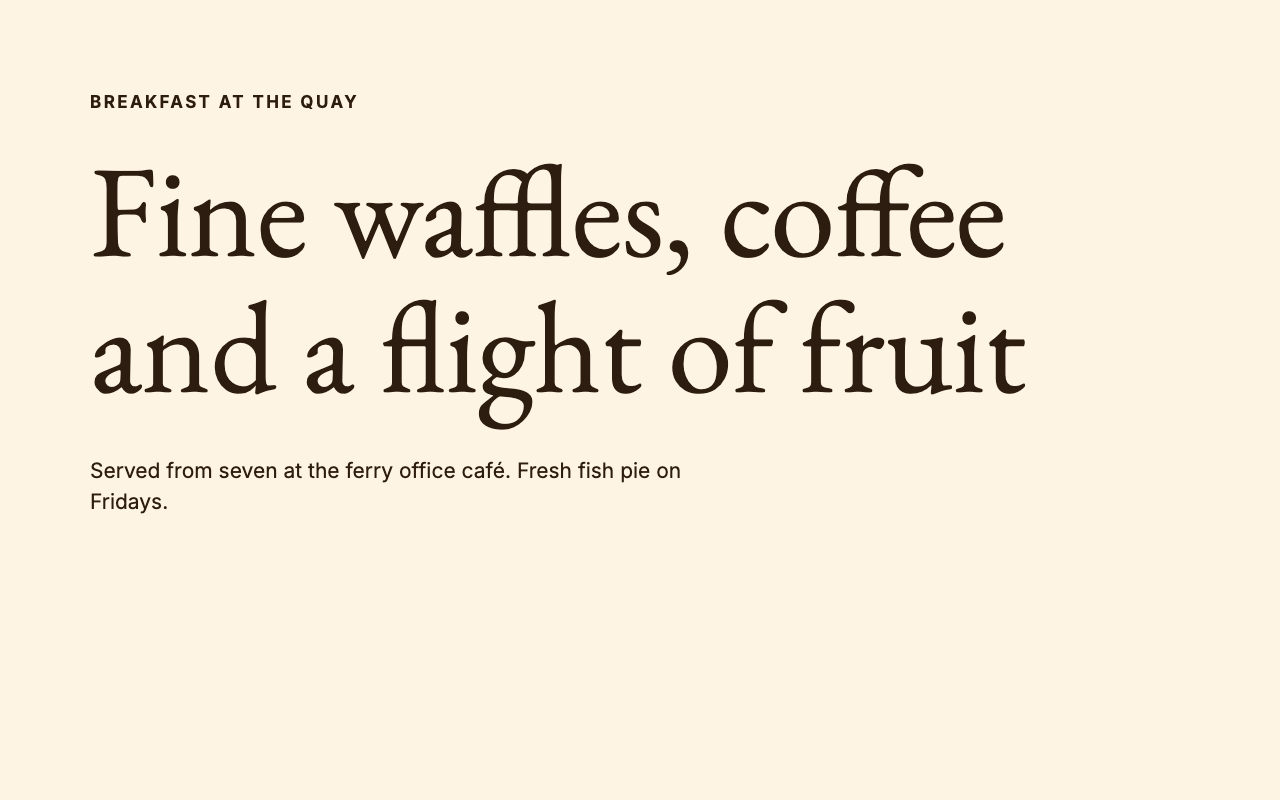 BREAKFAST AT THE QUAY
Fine waffles, coffee
and a flight of fruit
Served from seven at the ferry office café. Fresh fish pie on
Fridays.